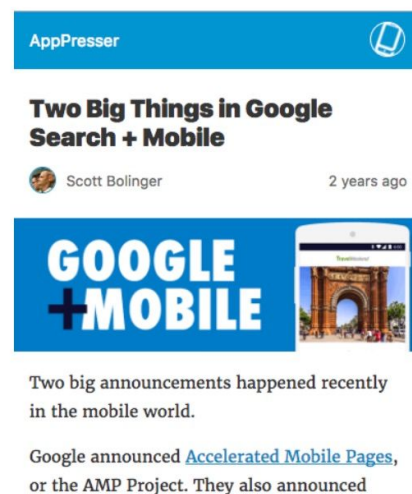 AppPresser
Two Big Things in Google
Search + Mobile
Scott Bolinger 2 years ago
GOOGLE
+MOBILE
Two big announcements happened recently
in the mobile world.
Google announced Accelerated Mobile Pages,
or the AMP Project. They also announced